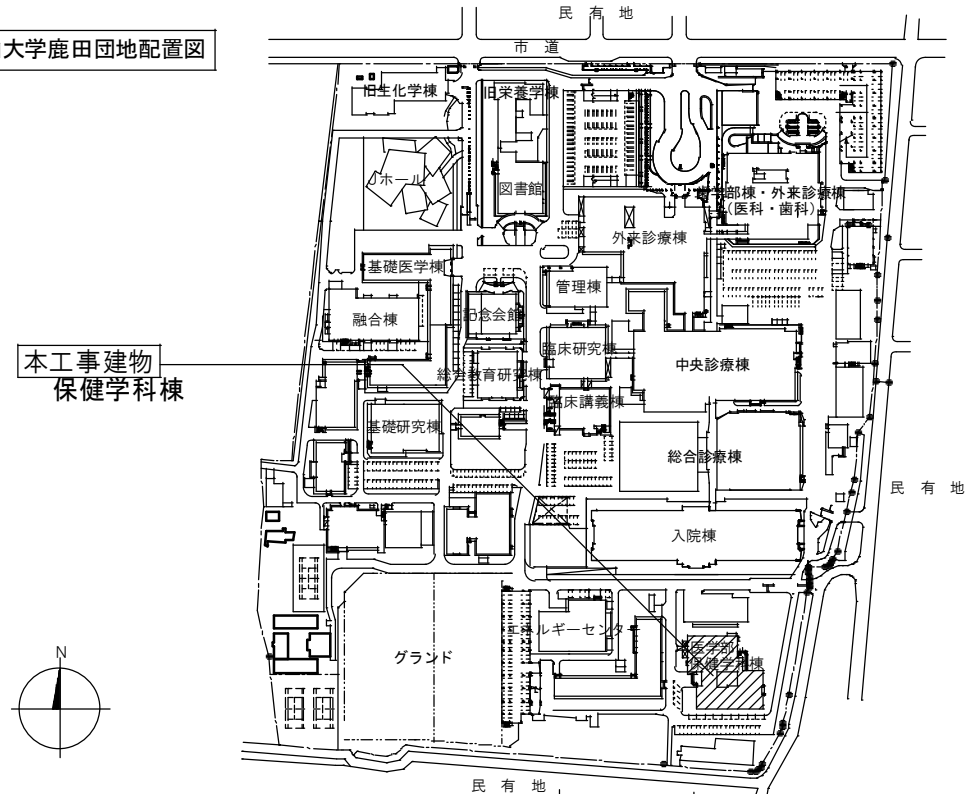 民有地
大学鹿田団地配置図
市道
旧生化学棟
旧栄養学棟
Jホール
図書館
歯学部棟・外来診療棟
(医科・歯科)
外来診療棟
基礎医学棟
管理棟
融合棟
記念会館
臨床研究棟
本工事建物
保健学科棟
総合教育研究棟
中央診療棟
臨床講義棟
基礎研究棟
総合診療棟
民有地
入院棟
エネルギーセンター
医学部
保健学科棟
グランド
N
民有地